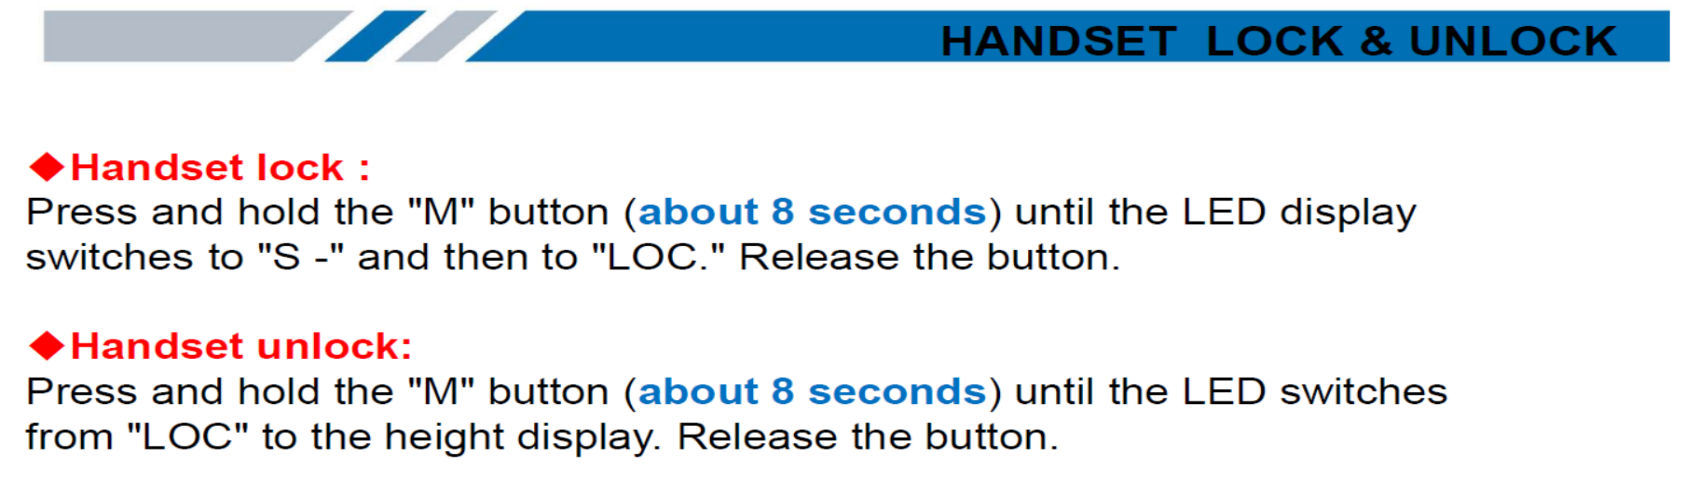 HANDSET LOCK & UNLOCK
◆Handset lock :
Press and hold the "M" button (about 8 seconds) until the LED display
switches to "S -" and then to "LOC." Release the button.
◆Handset unlock:
Press and hold the "M" button (about 8 seconds) until the LED switches
from "LOC" to the height display. Release the button.